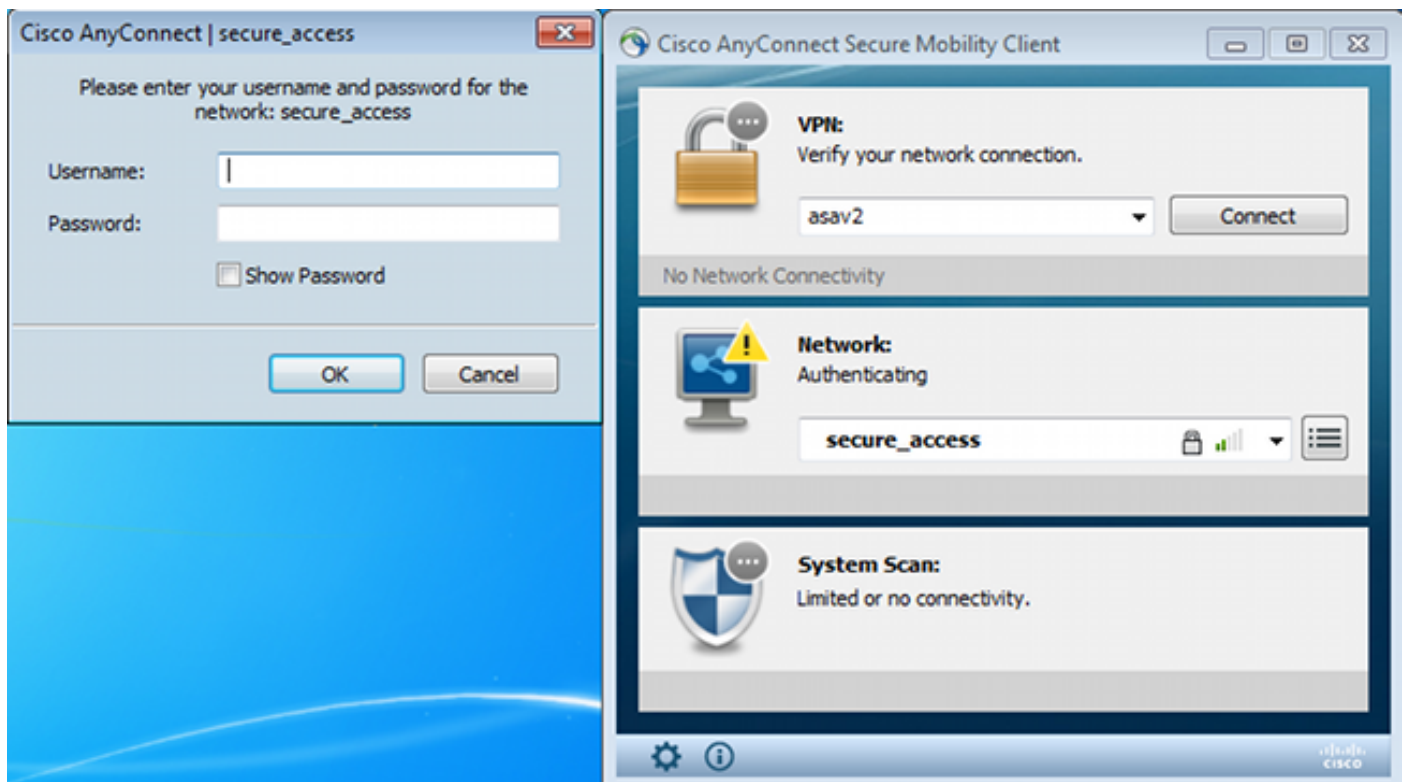 Cisco AnyConnect | secure_access
Please enter your username and password for the
network: secure_access
Username:
Password:
Show Password
OK
Cancel
Cisco AnyConnect Secure Mobility Client
VPN:
Verify your network connection.
asav2
Connect
No Network Connectivity
Network:
Authenticating
secure_access
System Scan:
Limited or no connectivity.
CISCO